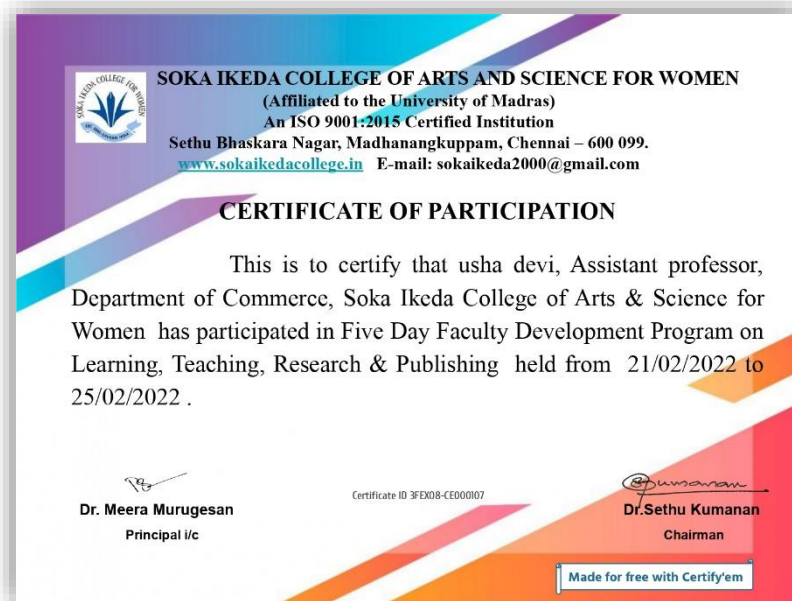 SOKA IKEDA COLLEGE FOR WOMEN
SOKA IKEDA COLLEGE OF ARTS AND SCIENCE FOR WOMEN
(Affiliated to the University of Madras)
An ISO 9001:2015 Certified Institution
Sethu Bhaskara Nagar, Madhanangkuppam, Chennai – 600 099.
www.sokaikedacollege.in E-mail: sokaikeda2000@gmail.com
CERTIFICATE OF PARTICIPATION
This is to certify that usha devi, Assistant professor,
Department of Commerce, Soka Ikeda College of Arts & Science for
Women has participated in Five Day Faculty Development Program on
Learning, Teaching, Research & Publishing held from 21/02/2022 to
25/02/2022 .
Certificate ID 3FEX08-CE000107
Dr. Meera Murugesan
Principal i/c
Dr.Sethu Kumanan
Chairman
Made for free with Certify'em